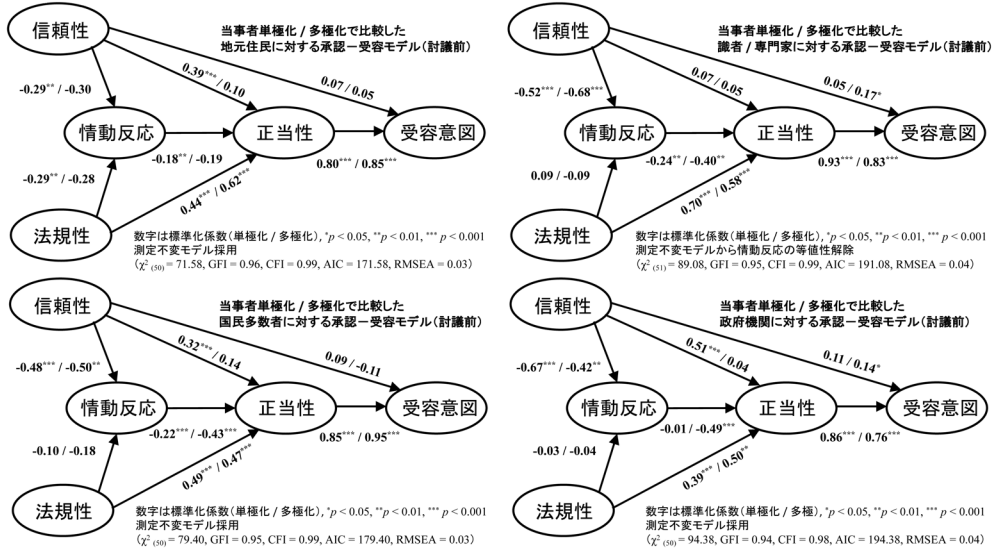 信頼性
当事者単極化 / 多極化で比較した
地元住民に対する承認－受容モデル（討議前）
0.39*** / 0.10
0.07 / 0.05
-0.29** / -0.30
情動反応
正当性
受容意図
-0.18** / -0.19
0.80*** / 0.85***
-0.29** / -0.28
0.44*** / 0.62***
法規性
数字は標準化係数（単極化 / 多極化）, *p < 0.05, **p < 0.01, *** p < 0.001
測定不変モデル採用
（χ²(50) = 71.58, GFI = 0.96, CFI = 0.99, AIC = 171.58, RMSEA = 0.03）
信頼性
当事者単極化 / 多極化で比較した
識者 / 専門家に対する承認－受容モデル（討議前）
0.07 / 0.05
0.05 / 0.17*
-0.52*** / -0.68***
情動反応
正当性
受容意図
-0.24** / -0.40**
0.93*** / 0.83***
0.09 / -0.09
0.70*** / 0.58***
法規性
数字は標準化係数（単極化 / 多極化）, *p < 0.05, **p < 0.01, *** p < 0.001
測定不変モデルから情動反応の等値性解除
（χ²(51) = 89.08, GFI = 0.95, CFI = 0.99, AIC = 191.08, RMSEA = 0.04）
信頼性
当事者単極化 / 多極化で比較した
国民多数者に対する承認－受容モデル（討議前）
0.32*** / 0.14
0.09 / -0.11
-0.48*** / -0.50**
情動反応
正当性
受容意図
-0.22*** / -0.43***
0.85*** / 0.95***
-0.10 / -0.18
0.49*** / 0.47***
法規性
数字は標準化係数（単極化 / 多極化）, *p < 0.05, **p < 0.01, *** p < 0.001
測定不変モデル採用
（χ²(50) = 79.40, GFI = 0.95, CFI = 0.99, AIC = 179.40, RMSEA = 0.03）
信頼性
当事者単極化 / 多極化で比較した
政府機関に対する承認－受容モデル（討議前）
0.51*** / 0.04
0.11 / 0.14*
-0.67*** / -0.42**
情動反応
正当性
受容意図
-0.01 / -0.49***
0.86*** / 0.76***
-0.03 / -0.04
0.39*** / 0.50**
法規性
数字は標準化係数（単極化 / 多極）, *p < 0.05, **p < 0.01, *** p < 0.001
測定不変モデル採用
（χ²(50) = 94.38, GFI = 0.94, CFI = 0.98, AIC = 194.38, RMSEA = 0.04）